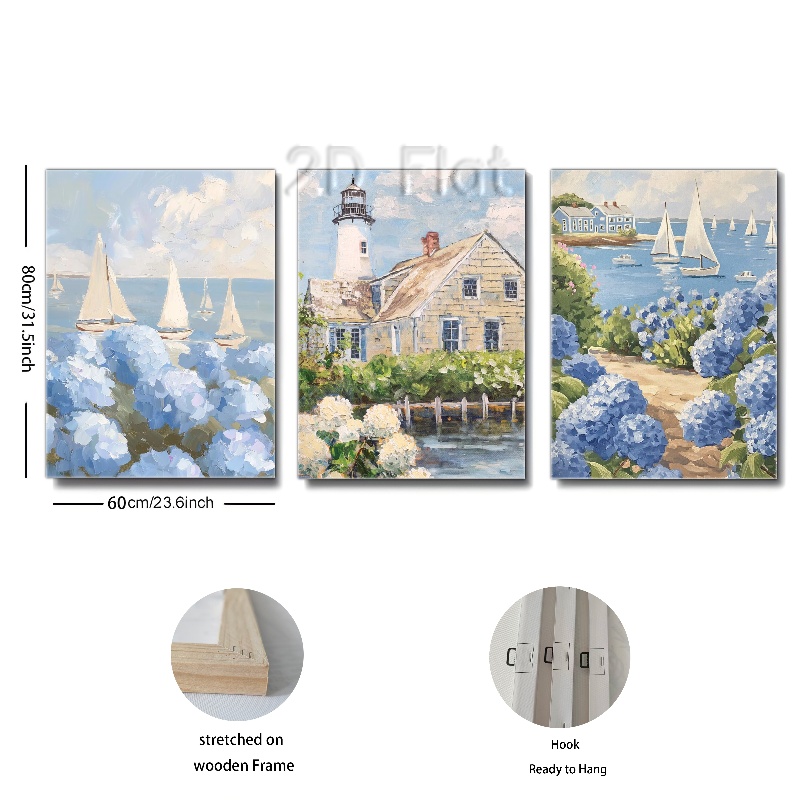 2D Flat
80cm/31.5inch
60cm/23.6inch
stretched on
wooden Frame
Hook
Ready to Hang